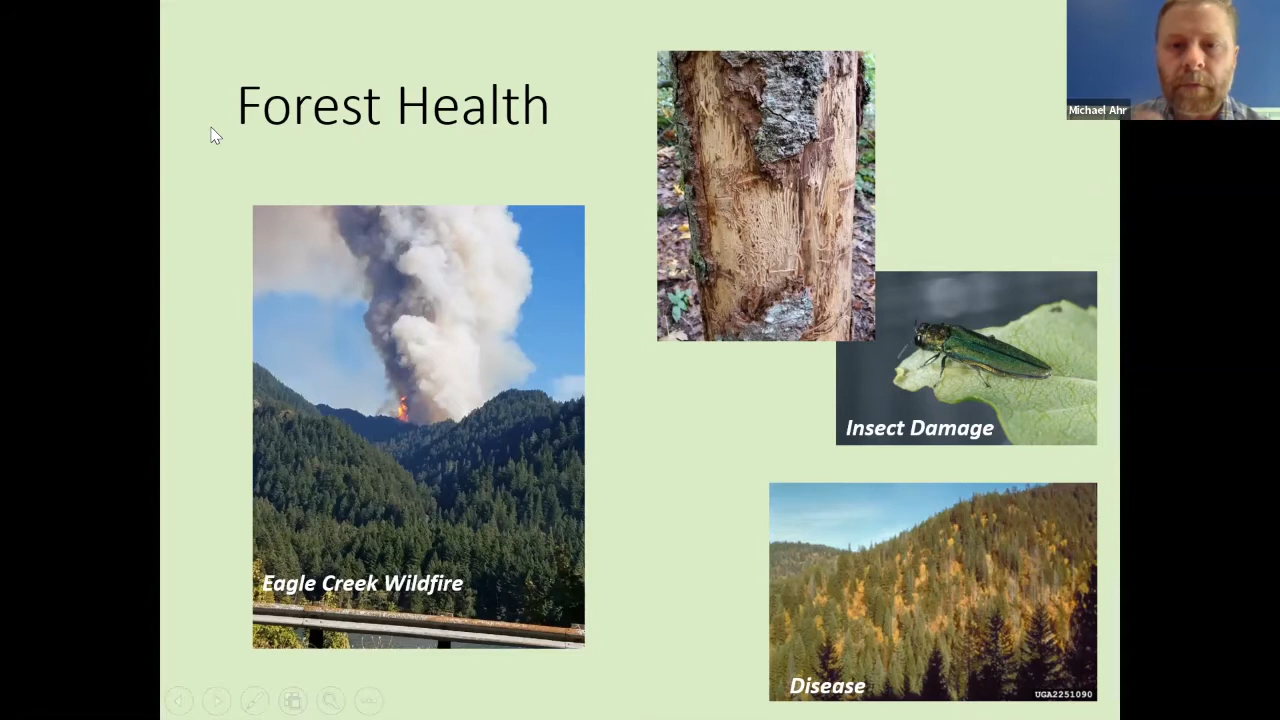 Forest Health
Michael Ahr
Eagle Creek Wildfire
Insect Damage
Disease
UGA2251090